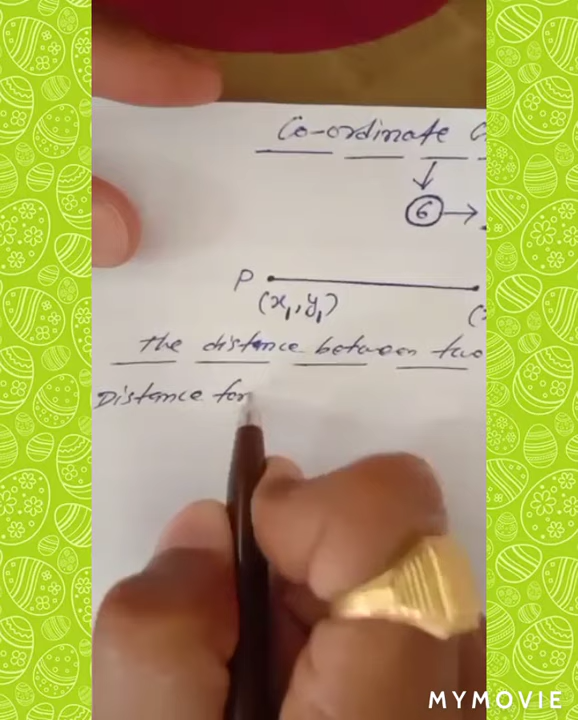 Co-ordinate G
6
P
(x₁, y₁)
(x
the distance between two
Distance for
MYMOVIE